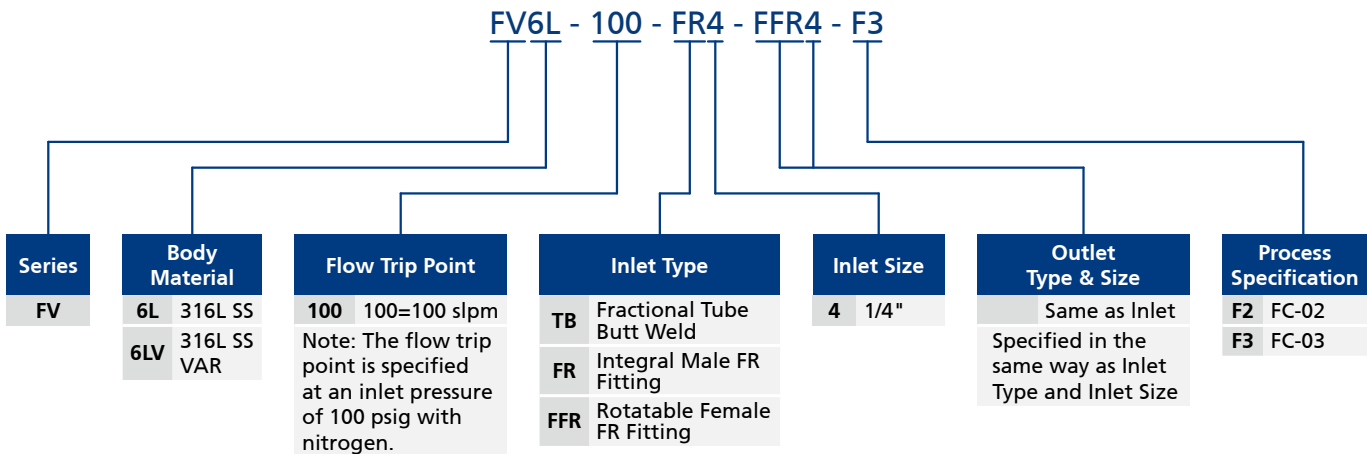 FV6L - 100 - FR4 - FFR4 - F3
Series
FV
Body
Material
6L 316L SS
6LV 316L SS
VAR
Flow Trip Point
100 100=100 slpm
Note: The flow trip
point is specified
at an inlet pressure
of 100 psig with
nitrogen.
Inlet Type
TB Fractional Tube
Butt Weld
FR Integral Male FR
Fitting
FFR Rotatable Female
FR Fitting
Inlet Size
4 1/4"
Outlet
Type & Size
Same as Inlet
Specified in the
same way as Inlet
Type and Inlet Size
Process
Specification
F2 FC-02
F3 FC-03